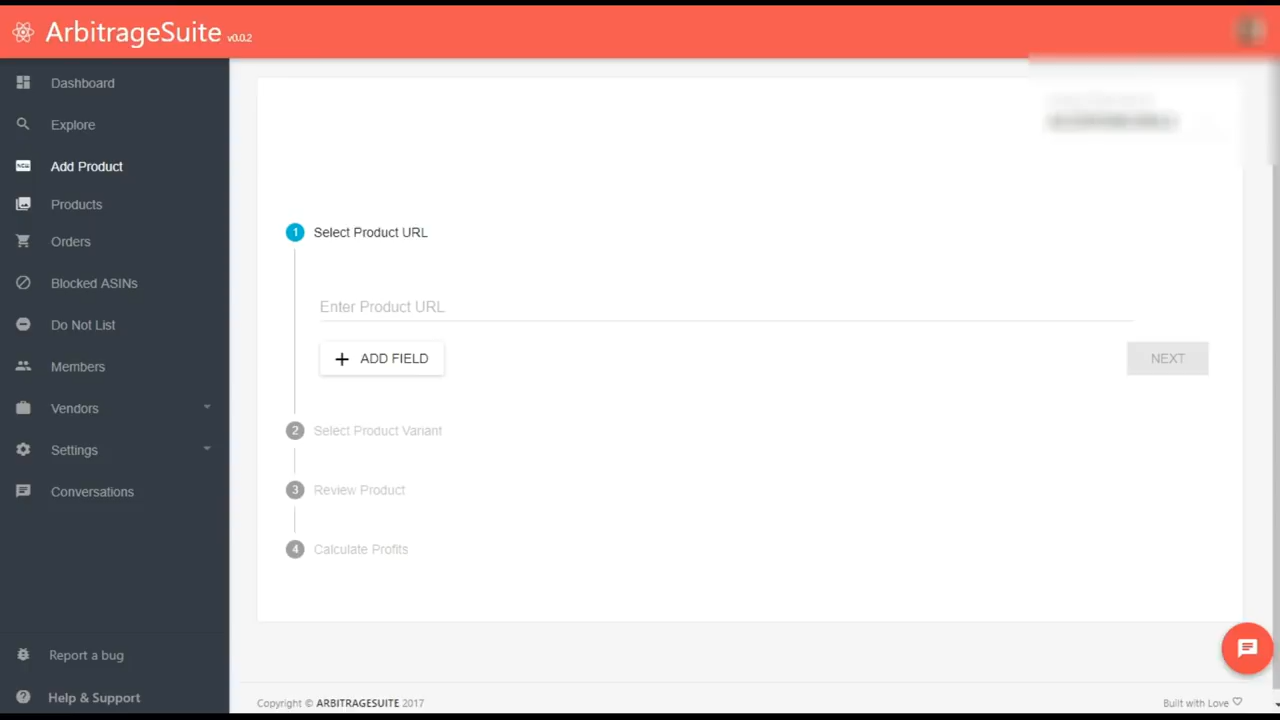 ArbitrageSuite v0.0.2
Dashboard
Explore
Add Product
Products
Orders
Blocked ASINs
Do Not List
Members
Vendors
Settings
Conversations
Report a bug
Help & Support
1 Select Product URL
Enter Product URL
+ ADD FIELD
NEXT
2 Select Product Variant
3 Review Product
4 Calculate Profits
Copyright © ARBITRAGESUITE 2017
Built with Love